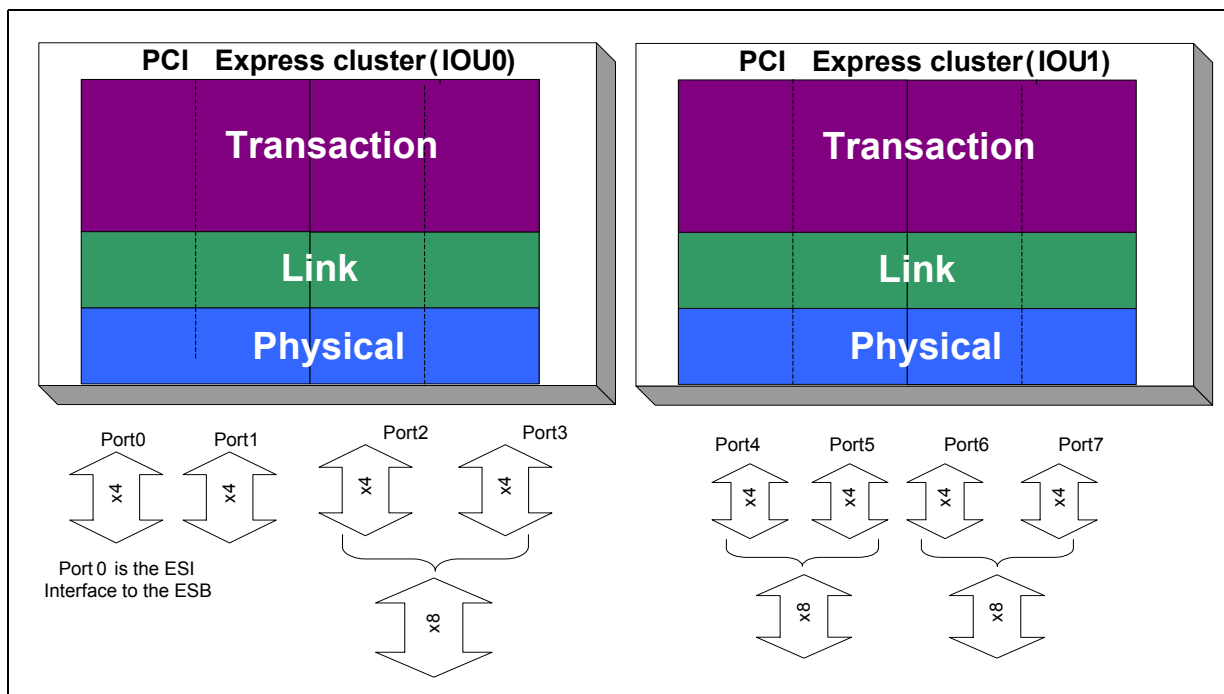 PCI Express cluster(IOU0)
Transaction
Link
Physical
Port0
Port1
Port2
Port3
x4
x4
x4
x4
Port 0 is the ESI
Interface to the ESB
x8
PCI Express cluster(IOU1)
Transaction
Link
Physical
Port4
Port5
Port6
Port7
x4
x4
x4
x4
x8
x8